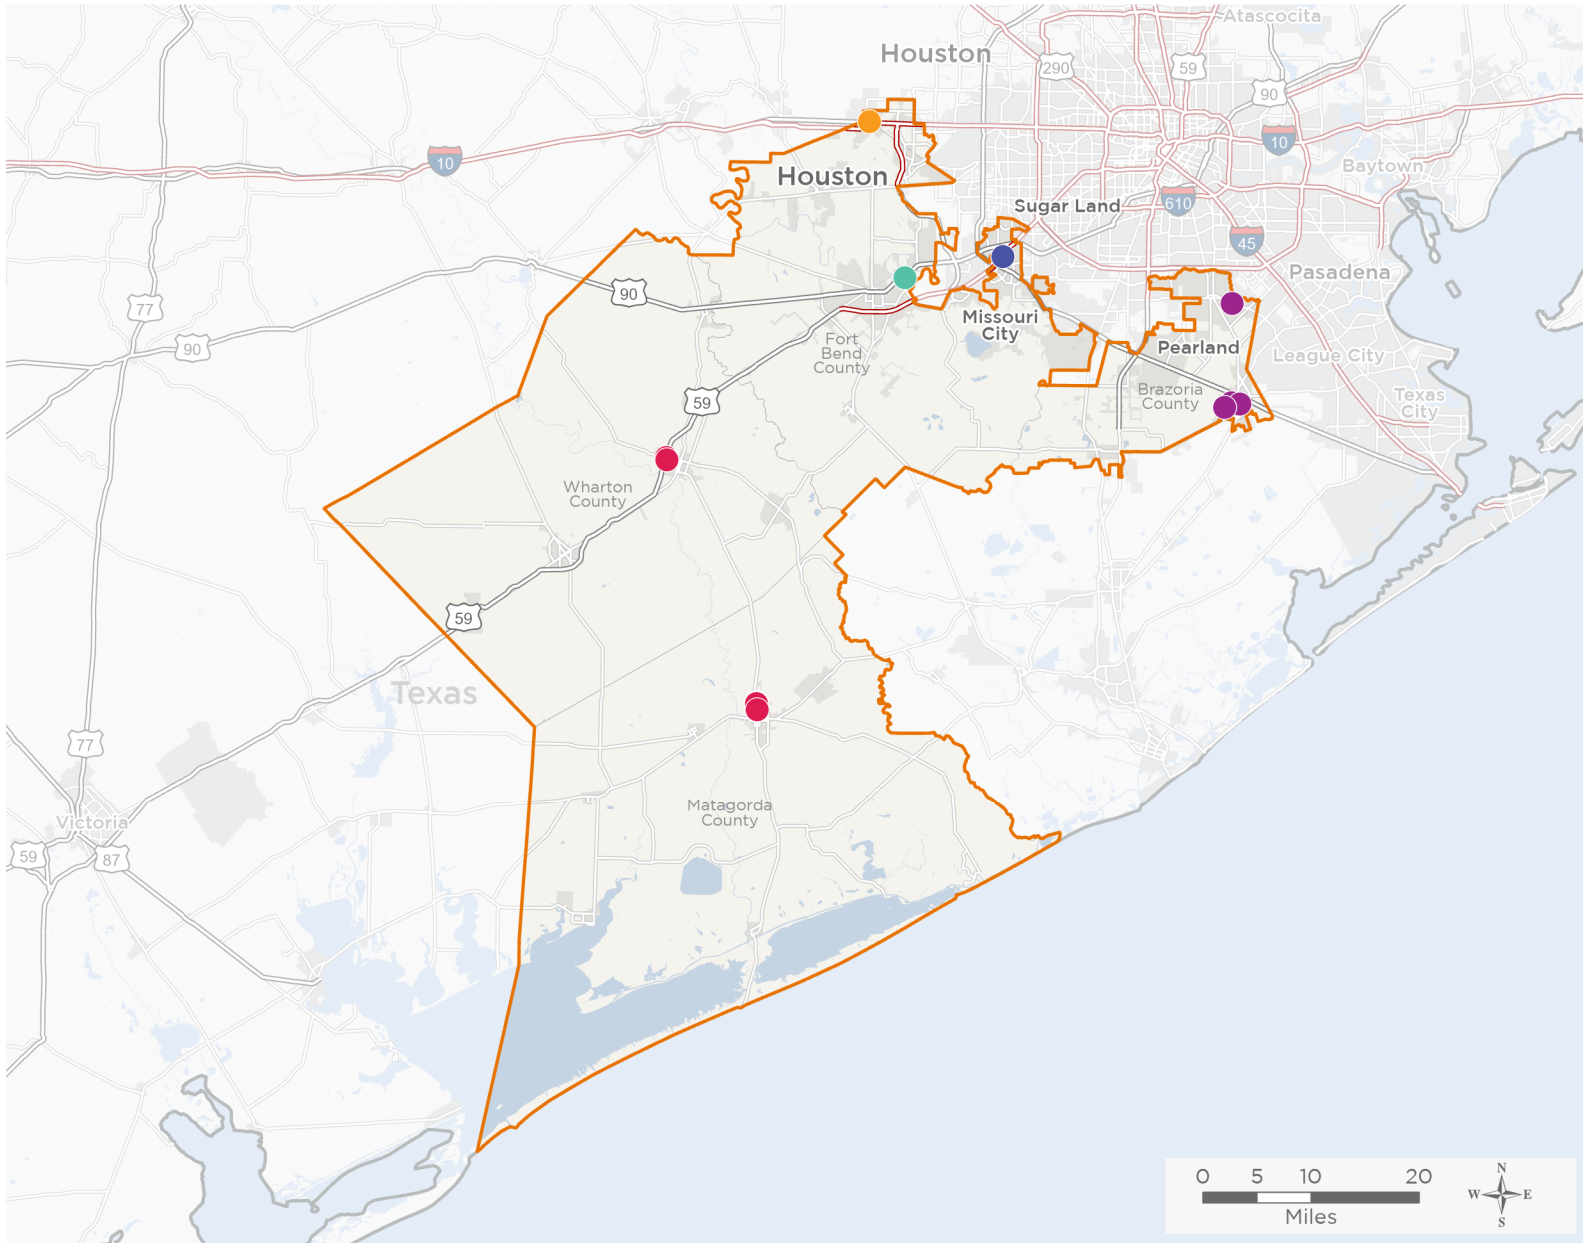 Atascocita
Houston
290
59
90
10
10
Baytown
Houston
Sugar Land
610
45
Pasadena
90
77
Missouri
City
Pearland
90
Fort
Bend
County
League City
Brazoria
County
Texas
City
59
Wharton
County
59
Texas
77
Matagorda
County
Victoria
59
87
0 5 10 20
Miles
N
W E
S